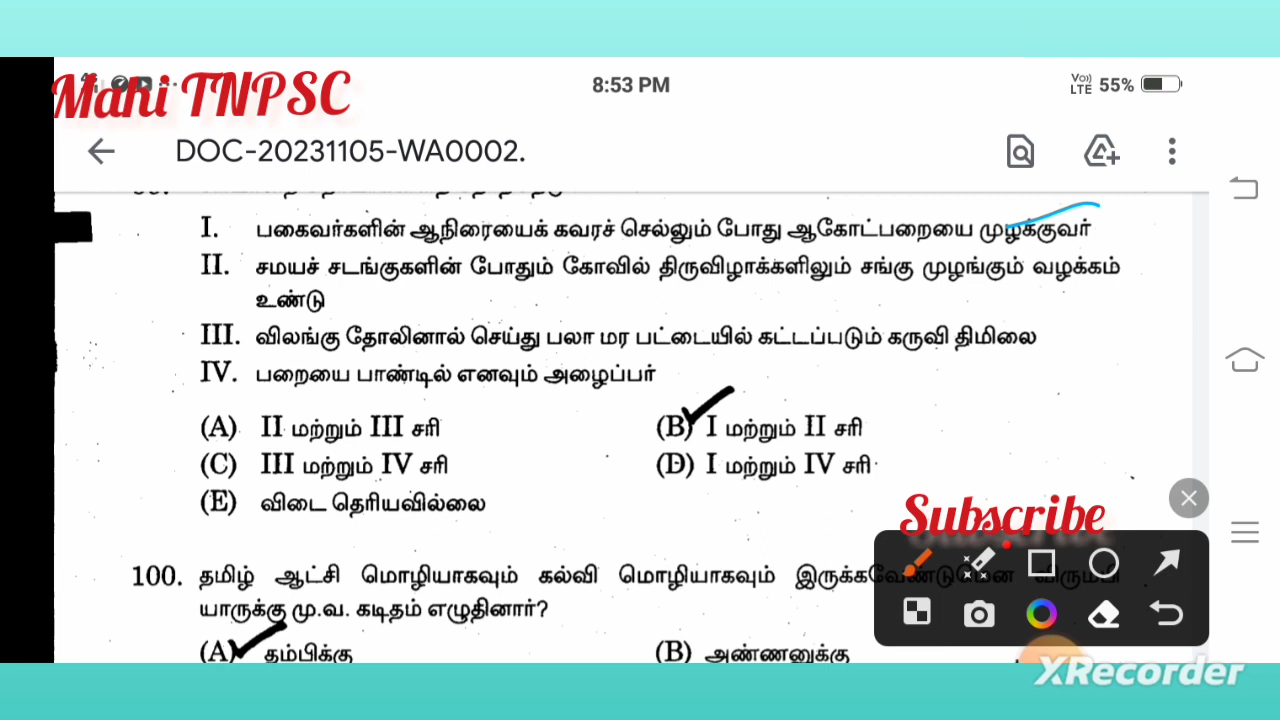 Mahi TNPSC
8:53 PM
Vo))
LTE 55%
DOC-20231105-WA0002.
I. பகைவர்களின் ஆநிரையைக் கவரச் செல்லும் போது ஆகோட்பறையை முழக்குவர்
II. சமயச் சடங்குகளின் போதும் கோவில் திருவிழாக்களிலும் சங்கு முழங்கும் வழக்கம்
உண்டு
III. விலங்கு தோலினால் செய்து பலா மர பட்டையில் கட்டப்படும் கருவி திமிலை
IV. பறையை பாண்டில் எனவும் அழைப்பர்
(A) II மற்றும் III சரி (B) I மற்றும் II சரி
(C) III மற்றும் IV சரி (D) I மற்றும் IV சரி
(E) விடை தெரியவில்லை
Subscribe
100. தமிழ் ஆட்சி மொழியாகவும் கல்வி மொழியாகவும் இருக்கவேண்டுமென விரும்பி
யாருக்கு மு.வ. கடிதம் எழுதினார்?
(A) தம்பிக்கு (B) அண்ணனுக்கு
XRecorder